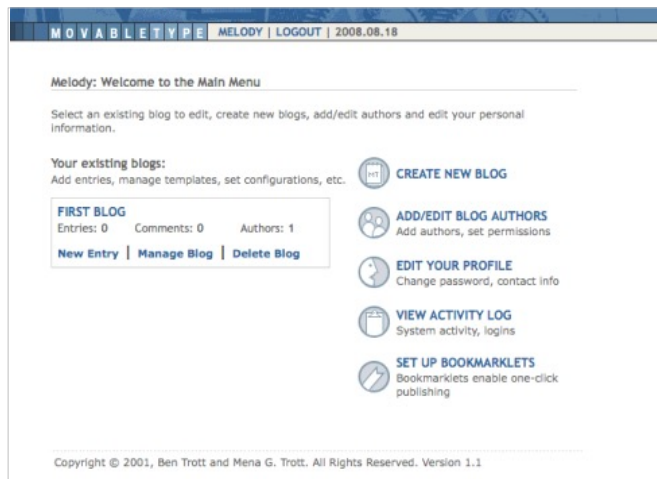 MOVABLETYPE MELODY | LOGOUT | 2008.08.18
Melody: Welcome to the Main Menu
Select an existing blog to edit, create new blogs, add/edit authors and edit your personal
information.
Your existing blogs:
Add entries, manage templates, set configurations, etc.
FIRST BLOG
Entries: 0 Comments: 0 Authors: 1
New Entry | Manage Blog | Delete Blog
MT
CREATE NEW BLOG
ADD/EDIT BLOG AUTHORS
Add authors, set permissions
EDIT YOUR PROFILE
Change password, contact info
VIEW ACTIVITY LOG
System activity, logins
SET UP BOOKMARKLETS
Bookmarklets enable one-click
publishing
Copyright © 2001, Ben Trott and Mena G. Trott. All Rights Reserved. Version 1.1